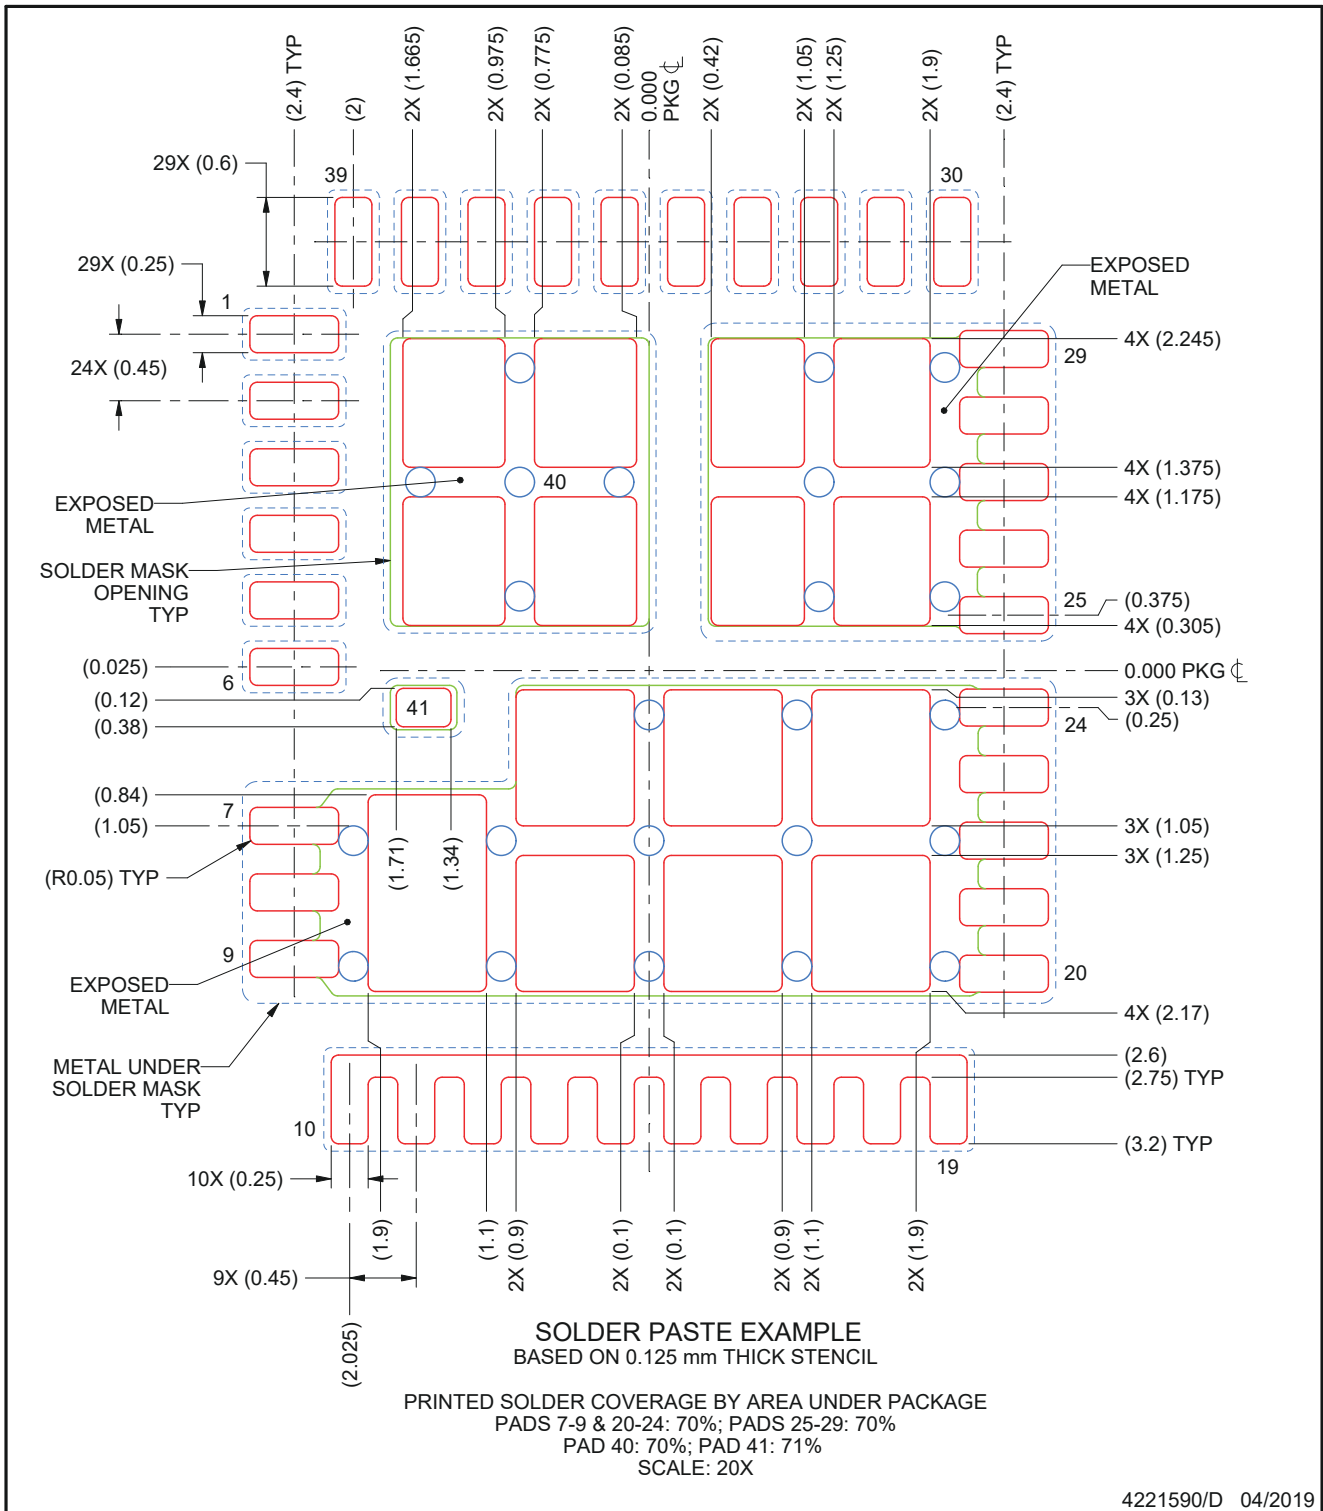 (2.4) TYP
(2)
2X (1.665)
2X (0.975)
2X (0.775)
2X (0.085)
0.000
PKG ℄
2X (0.42)
2X (1.05)
2X (1.25)
2X (1.9)
(2.4) TYP
29X (0.6)
39
30
29X (0.25)
1
24X (0.45)
EXPOSED
METAL
4X (2.245)
29
4X (1.375)
4X (1.175)
40
EXPOSED
METAL
SOLDER MASK
OPENING
TYP
25
(0.375)
4X (0.305)
(0.025)
6
0.000 PKG ℄
(0.12)
(0.38)
41
3X (0.13)
(0.25)
24
(0.84)
7
(1.05)
(R0.05) TYP
(1.71)
(1.34)
3X (1.05)
3X (1.25)
9
20
EXPOSED
METAL
4X (2.17)
METAL UNDER
SOLDER MASK
TYP
(2.6)
(2.75) TYP
10
(3.2) TYP
19
10X (0.25)
(1.9)
(1.1)
2X (0.9)
2X (0.1)
2X (0.1)
2X (0.9)
2X (1.1)
2X (1.9)
9X (0.45)
(2.025)
SOLDER PASTE EXAMPLE
BASED ON 0.125 mm THICK STENCIL
PRINTED SOLDER COVERAGE BY AREA UNDER PACKAGE
PADS 7-9 & 20-24: 70%; PADS 25-29: 70%
PAD 40: 70%; PAD 41: 71%
SCALE: 20X
4221590/D 04/2019